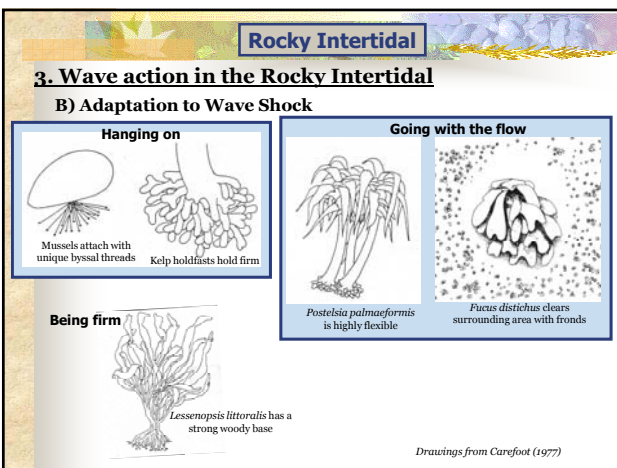 Rocky Intertidal
3. Wave action in the Rocky Intertidal
B) Adaptation to Wave Shock
Hanging on
Mussels attach with
unique byssal threads
Kelp holdfasts hold firm
Going with the flow
Postelsia palmaeformis
is highly flexible
Fucus distichus clears
surrounding area with fronds
Being firm
Lessenopsis littoralis has a
strong woody base
Drawings from Carefoot (1977)